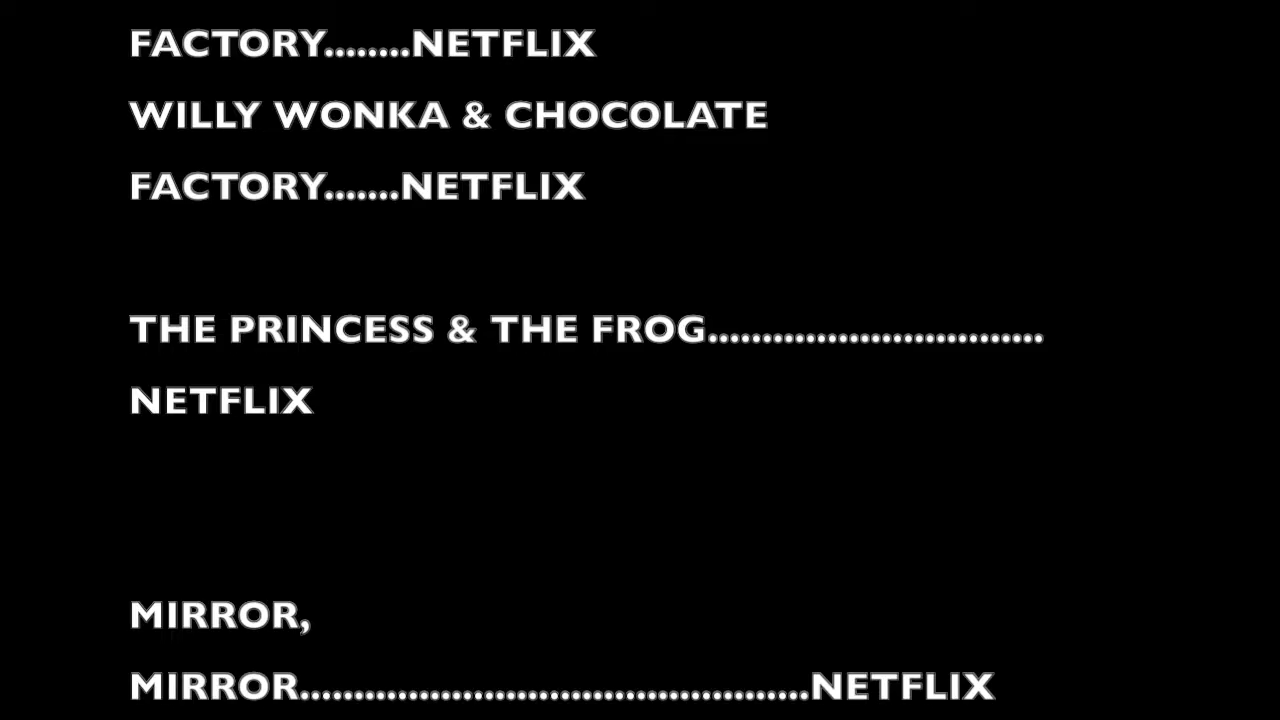 FACTORY........NETFLIX
WILLY WONKA & CHOCOLATE
FACTORY.......NETFLIX
THE PRINCESS & THE FROG...............................
NETFLIX
MIRROR,
MIRROR...............................................NETFLIX